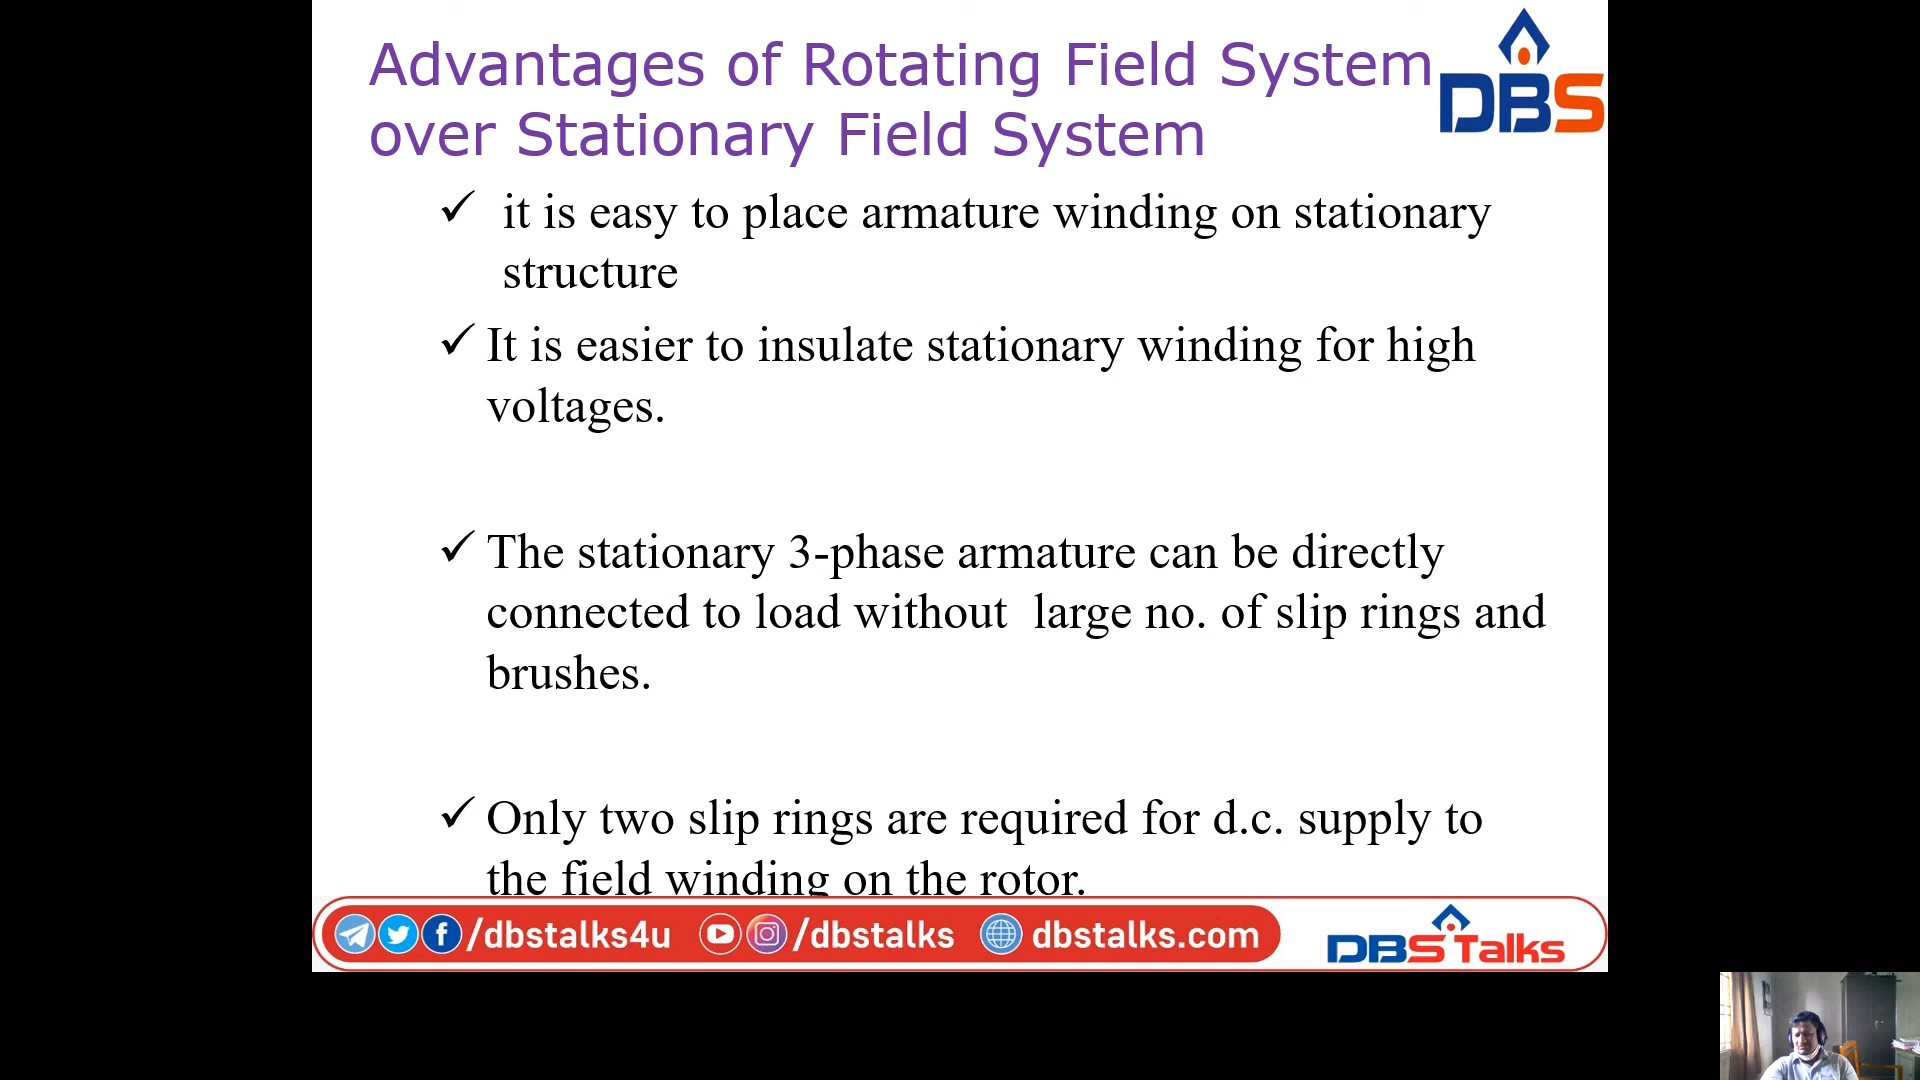 Advantages of Rotating Field System
over Stationary Field System
DBS
✓ it is easy to place armature winding on stationary
structure
✓ It is easier to insulate stationary winding for high
voltages.
✓ The stationary 3-phase armature can be directly
connected to load without large no. of slip rings and
brushes.
✓ Only two slip rings are required for d.c. supply to
the field winding on the rotor.
/dbstalks4u /dbstalks dbstalks.com DBS Talks